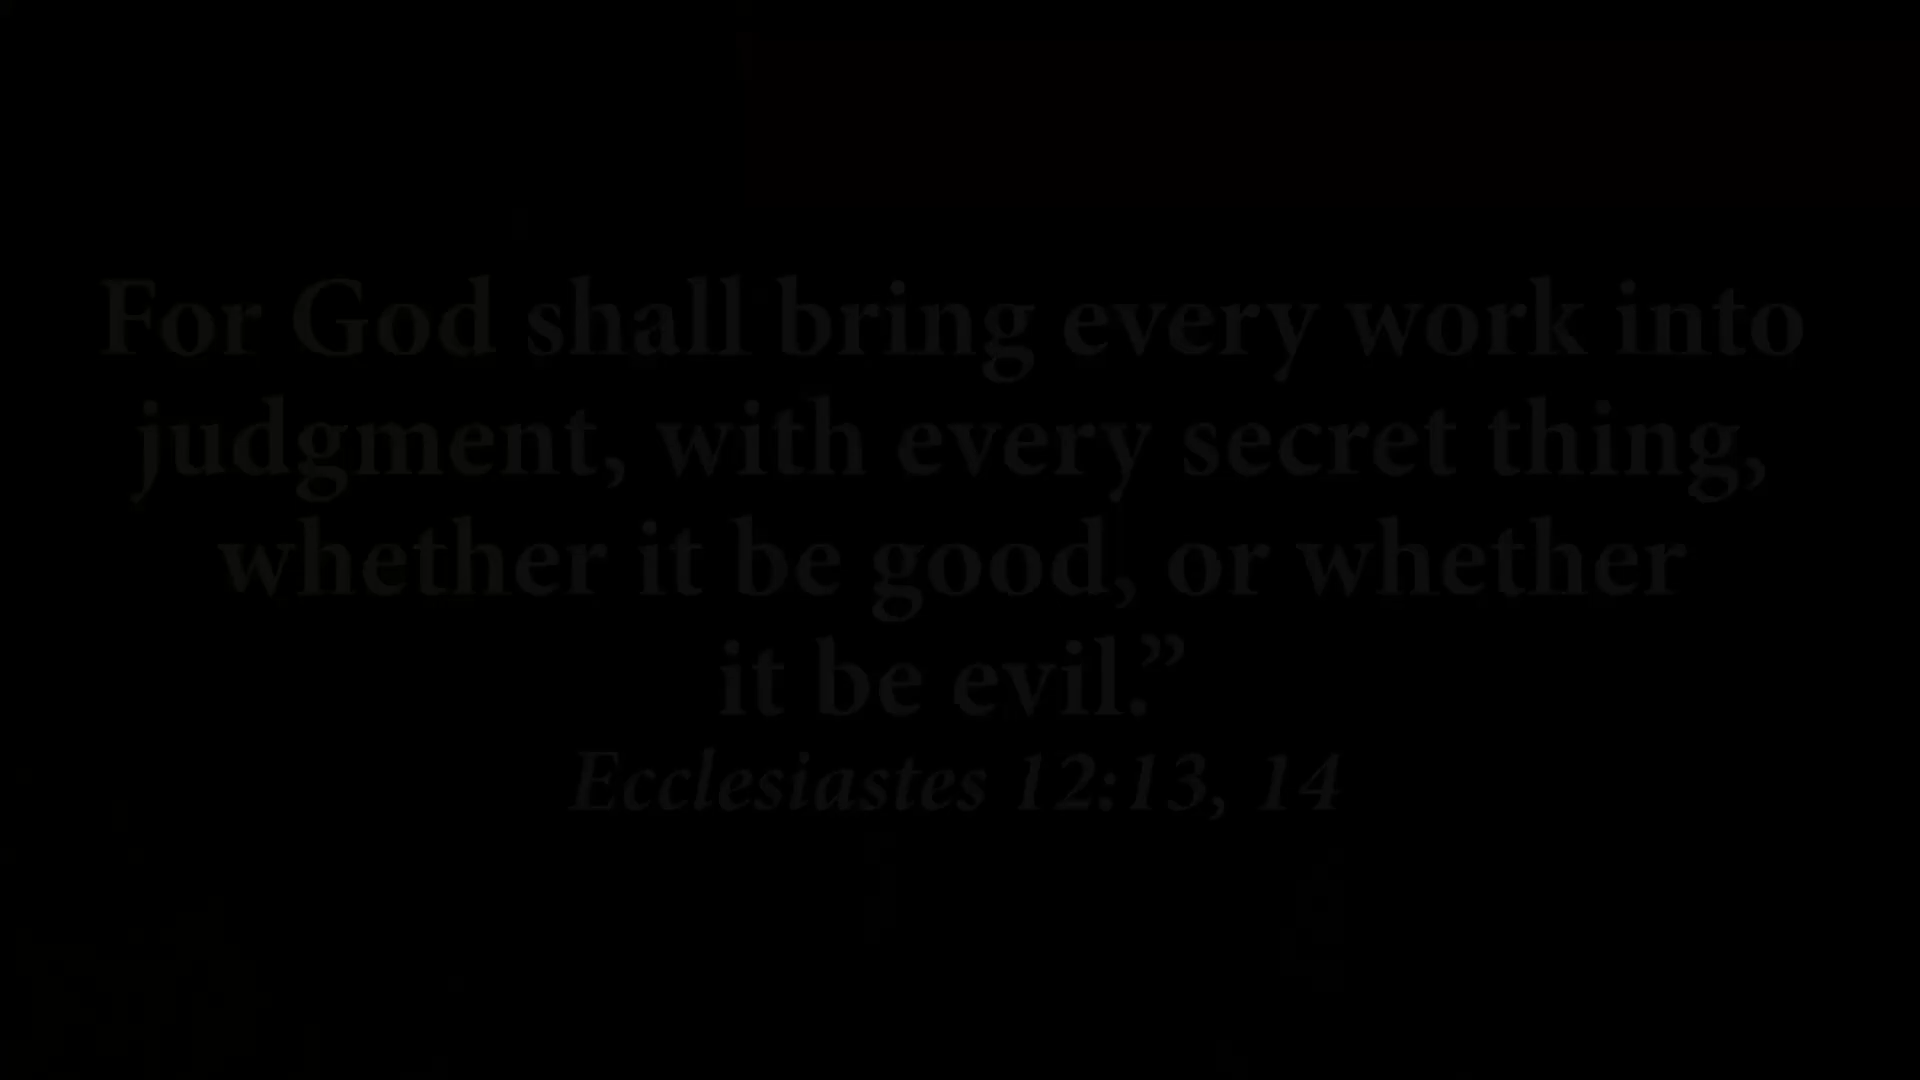 For God shall bring every work into
judgment, with every secret thing,
whether it be good, or whether
it be evil.”
Ecclesiastes 12:13, 14